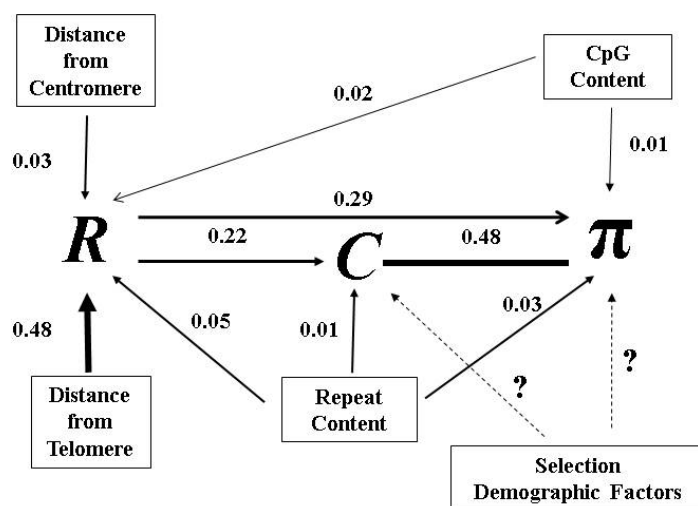 Distance
from
Centromere
CpG
Content
0.02
0.03
0.01
0.29
R
π
0.22
C
0.48
0.48
0.05
0.01
0.03
?
?
Distance
from
Telomere
Repeat
Content
Selection
Demographic Factors